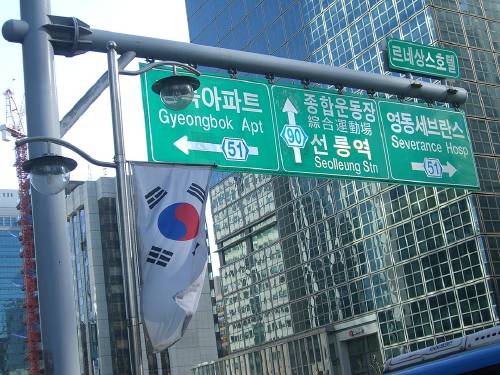 르네상스호텔
아파트
Gyeongbok Apt
51
종합운동장
綜合運動場
90
선릉역
Seolleung Stn
영동세브란스
Severance Hosp
51